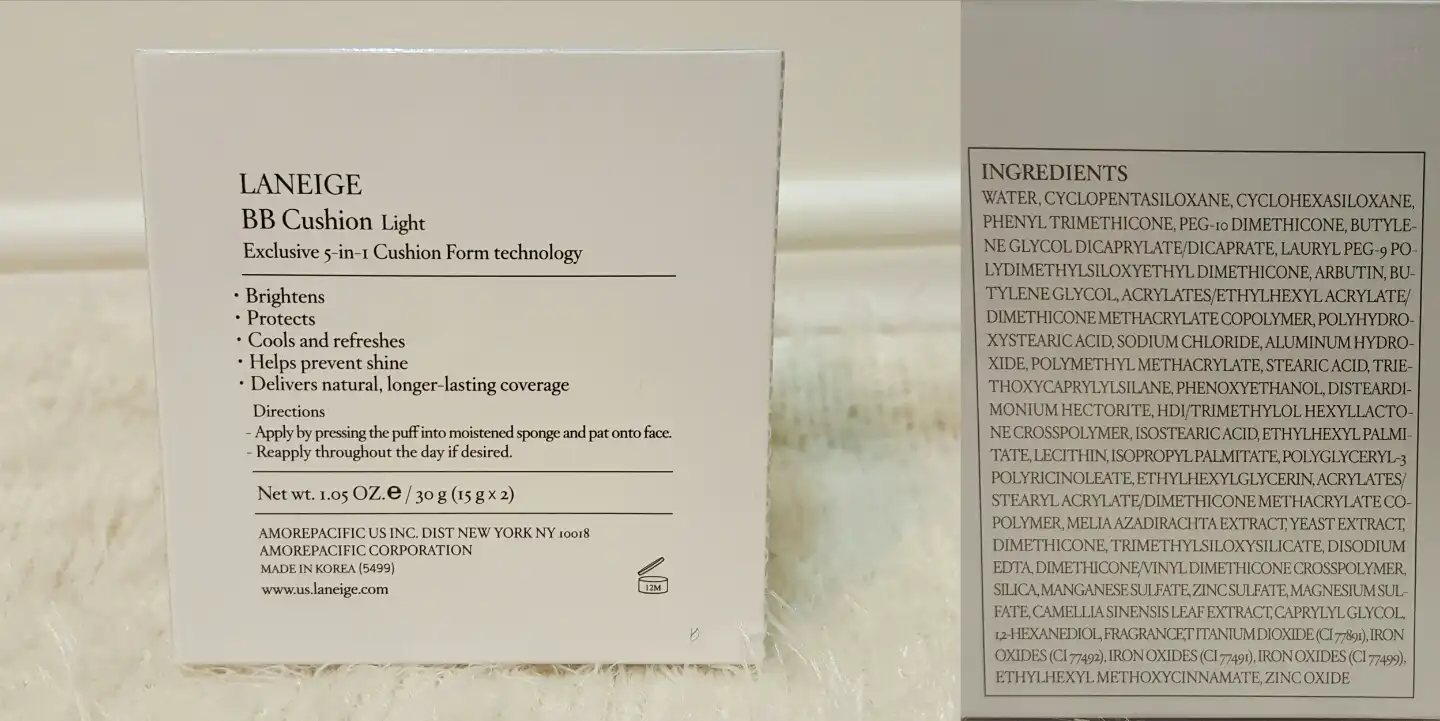 LANEIGE
BB Cushion Light
Exclusive 5-in-1 Cushion Form technology
• Brightens
• Protects
• Cools and refreshes
• Helps prevent shine
• Delivers natural, longer-lasting coverage
Directions
- Apply by pressing the puff into moistened sponge and pat onto face.
- Reapply throughout the day if desired.
Net wt. 1.05 OZ.℮ / 30 g (15 g x 2)
AMOREPACIFIC US INC. DIST NEW YORK NY 10018
AMOREPACIFIC CORPORATION
MADE IN KOREA (5499)
www.us.laneige.com
12M
INGREDIENTS
WATER, CYCLOPENTASILOXANE, CYCLOHEXASILOXANE,
PHENYL TRIMETHICONE, PEG-10 DIMETHICONE, BUTYLE-
NE GLYCOL DICAPRYLATE/DICAPRATE, LAURYL PEG-9 PO-
LYDIMETHYLSILOXYETHYL DIMETHICONE, ARBUTIN, BU-
TYLENE GLYCOL, ACRYLATES/ETHYLHEXYL ACRYLATE/
DIMETHICONE METHACRYLATE COPOLYMER, POLYHYDRO-
XYSTEARIC ACID, SODIUM CHLORIDE, ALUMINUM HYDRO-
XIDE, POLYMETHYL METHACRYLATE, STEARIC ACID, TRIE-
THOXYCAPRYLYLSILANE, PHENOXYETHANOL, DISTEARDI-
MONIUM HECTORITE, HDI/TRIMETHYLOL HEXYLLACTO-
NE CROSSPOLYMER, ISOSTEARIC ACID, ETHYLHEXYL PALMI-
TATE, LECITHIN, ISOPROPYL PALMITATE, POLYGLYCERYL-3
POLYRICINOLEATE, ETHYLHEXYLGLYCERIN, ACRYLATES/
STEARYL ACRYLATE/DIMETHICONE METHACRYLATE CO-
POLYMER, MELIA AZADIRACHTA EXTRACT, YEAST EXTRACT,
DIMETHICONE, TRIMETHYLSILOXYSILICATE, DISODIUM
EDTA, DIMETHICONE/VINYL DIMETHICONE CROSSPOLYMER,
SILICA, MANGANESE SULFATE, ZINC SULFATE, MAGNESIUM SUL-
FATE, CAMELLIA SINENSIS LEAF EXTRACT, CAPRYLYL GLYCOL,
1,2-HEXANEDIOL, FRAGRANCE,TITANIUM DIOXIDE (CI 77891), IRON
OXIDES (CI 77492), IRON OXIDES (CI 77491), IRON OXIDES (CI 77499),
ETHYLHEXYL METHOXYCINNAMATE, ZINC OXIDE